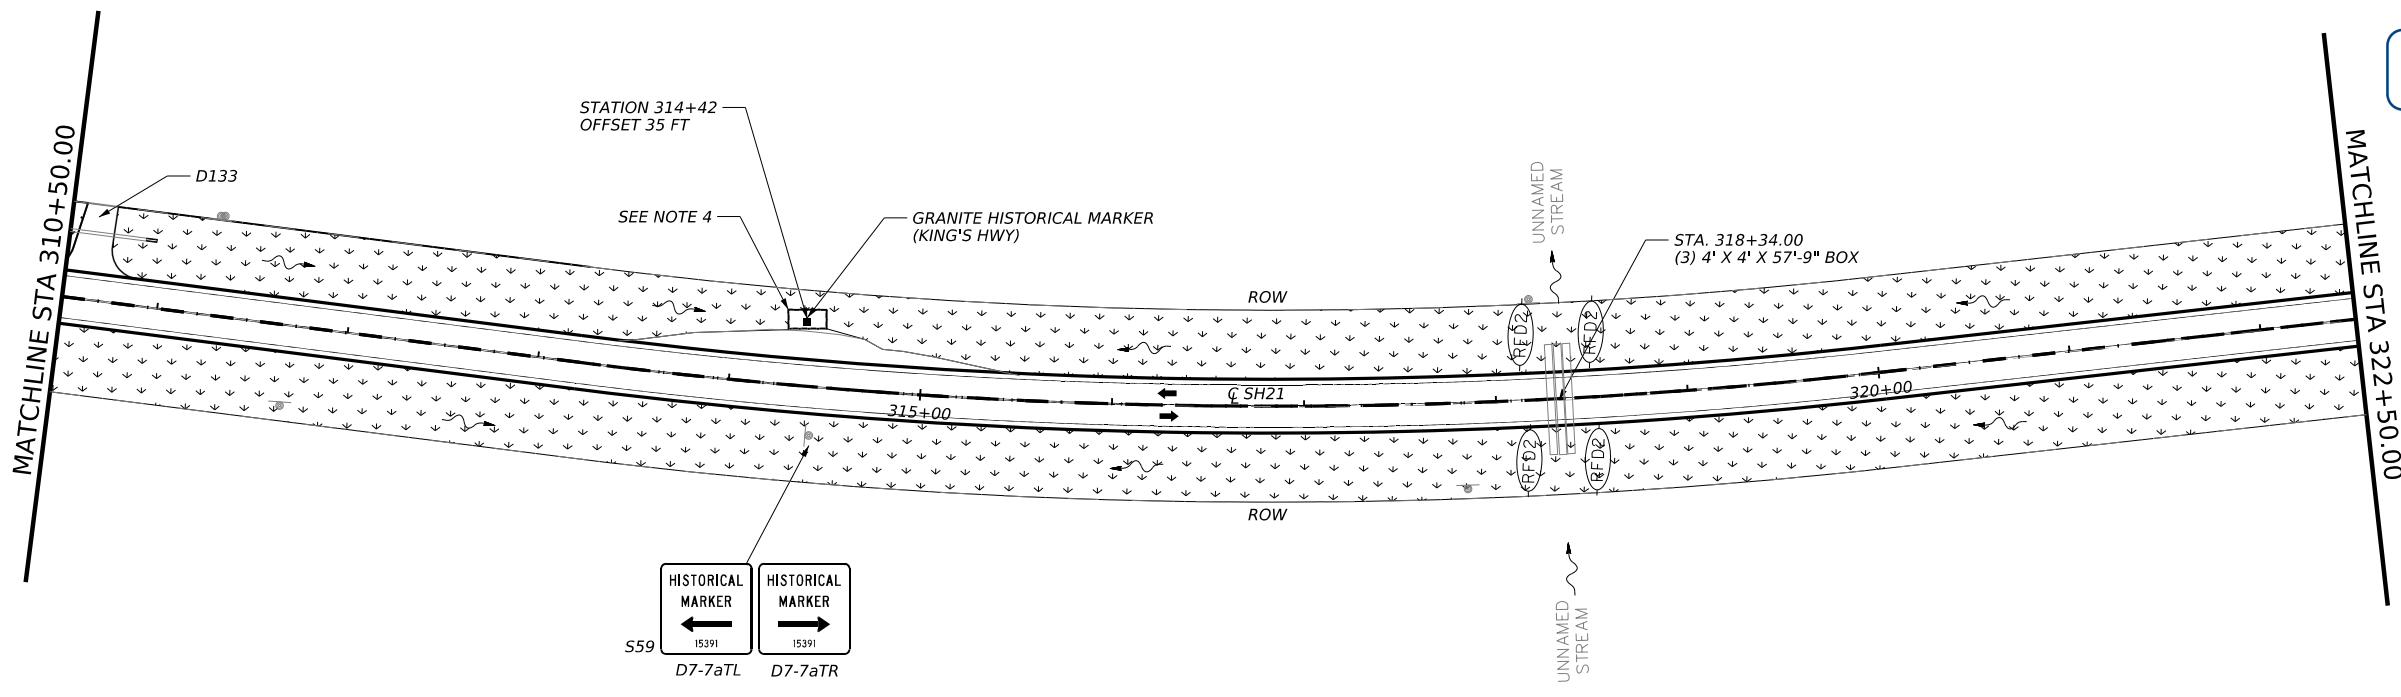 MATCHLINE STA 310+50.00
D133
STATION 314+42
OFFSET 35 FT
SEE NOTE 4
GRANITE HISTORICAL MARKER
(KING'S HWY)
ROW
UNNAMED
STREAM
STA. 318+34.00
(3) 4' X 4' X 57'-9" BOX
RFD2
RFD2
315+00
℄ SH21
320+00
RFD2
RFD2
ROW
UNNAMED
STREAM
MATCHLINE STA 322+50.00
HISTORICAL
MARKER
15391
HISTORICAL
MARKER
15391
S59
D7-7aTL
D7-7aTR